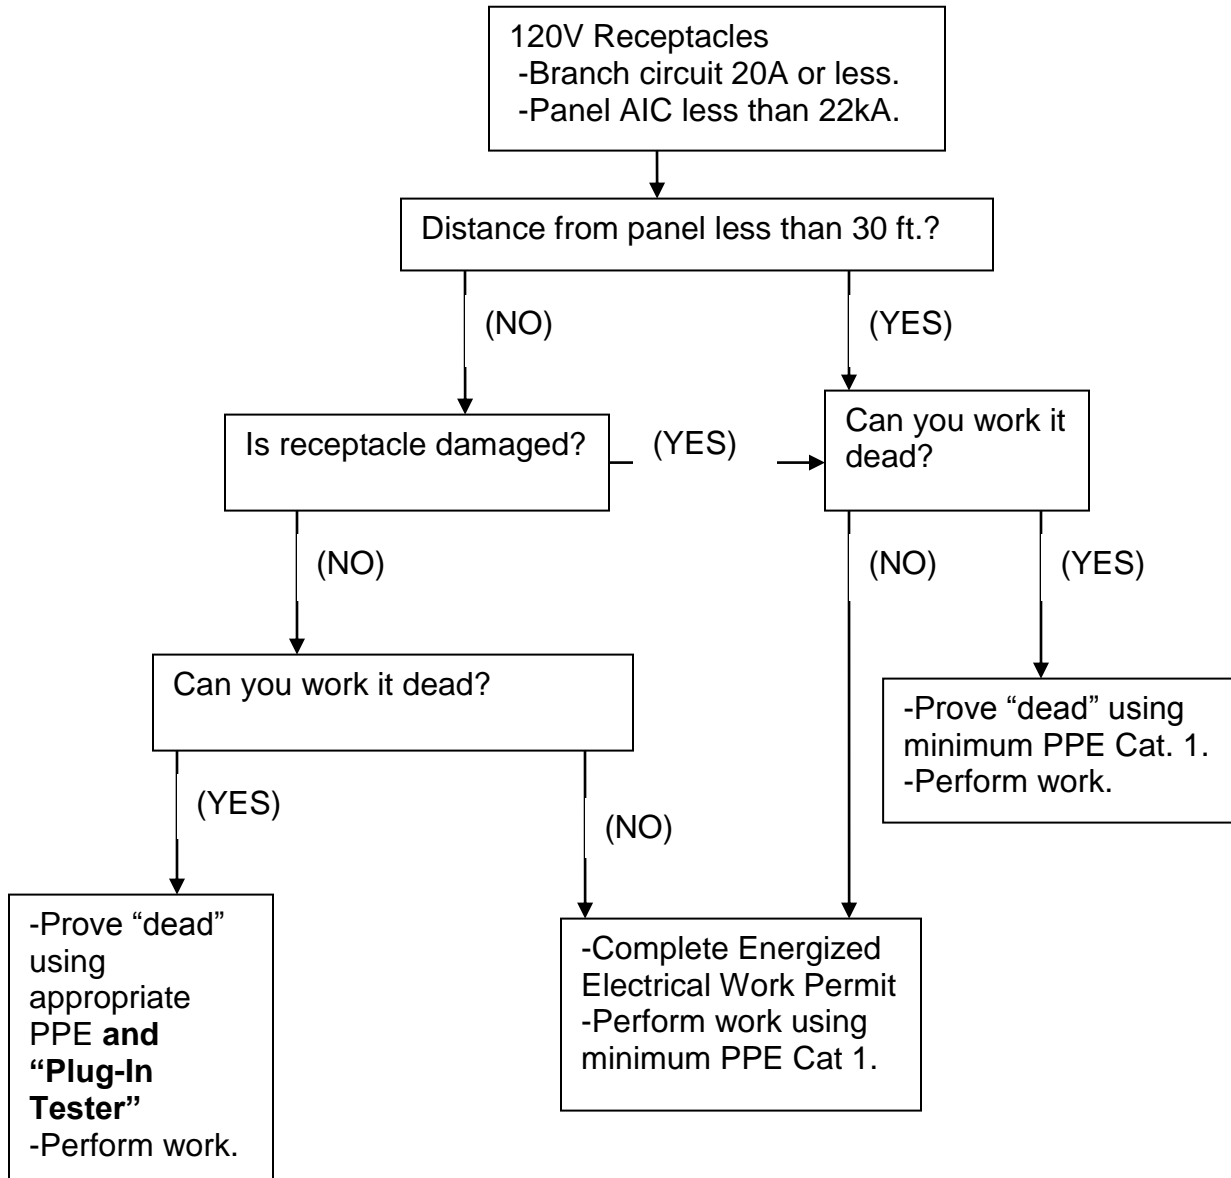 120V Receptacles
-Branch circuit 20A or less.
-Panel AIC less than 22kA.
Distance from panel less than 30 ft.?
(NO)
(YES)
Is receptacle damaged?
(YES)
Can you work it
dead?
(NO)
(NO)
(YES)
Can you work it dead?
-Prove “dead” using
minimum PPE Cat. 1.
-Perform work.
(YES)
(NO)
-Prove “dead”
using
appropriate
PPE and
“Plug-In
Tester”
-Perform work.
-Complete Energized
Electrical Work Permit
-Perform work using
minimum PPE Cat 1.